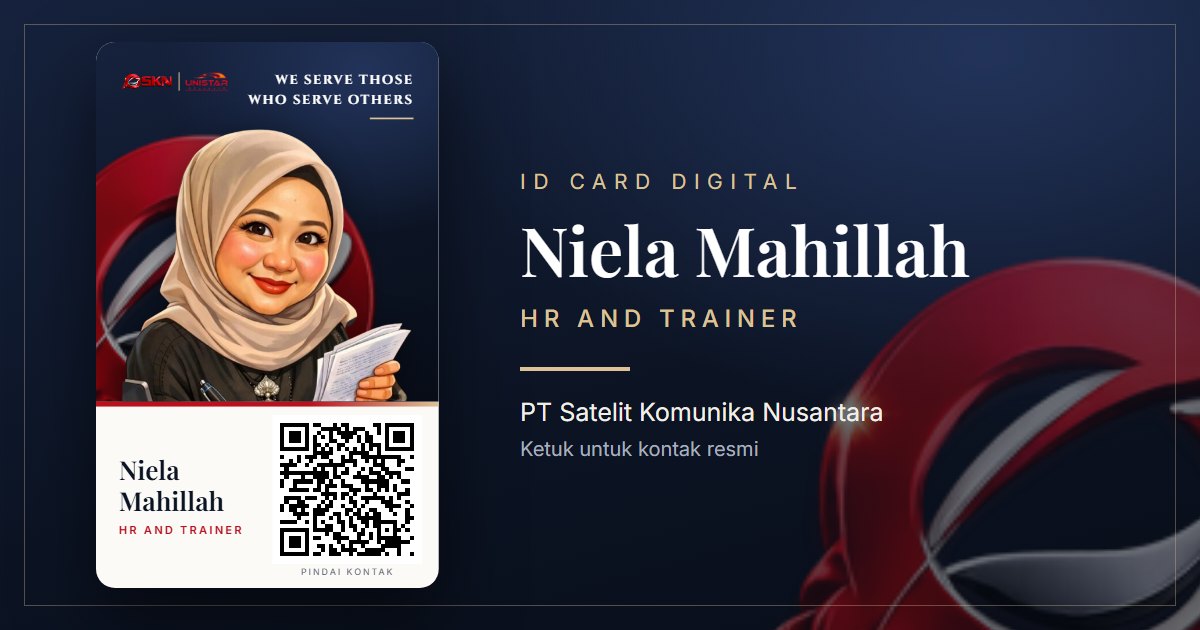 SKN
UNISTAR
WE SERVE THOSE
WHO SERVE OTHERS
Niela
Mahillah
HR AND TRAINER
PINDAI KONTAK
ID CARD DIGITAL
Niela Mahillah
HR AND TRAINER
PT Satelit Komunika Nusantara
Ketuk untuk kontak resmi